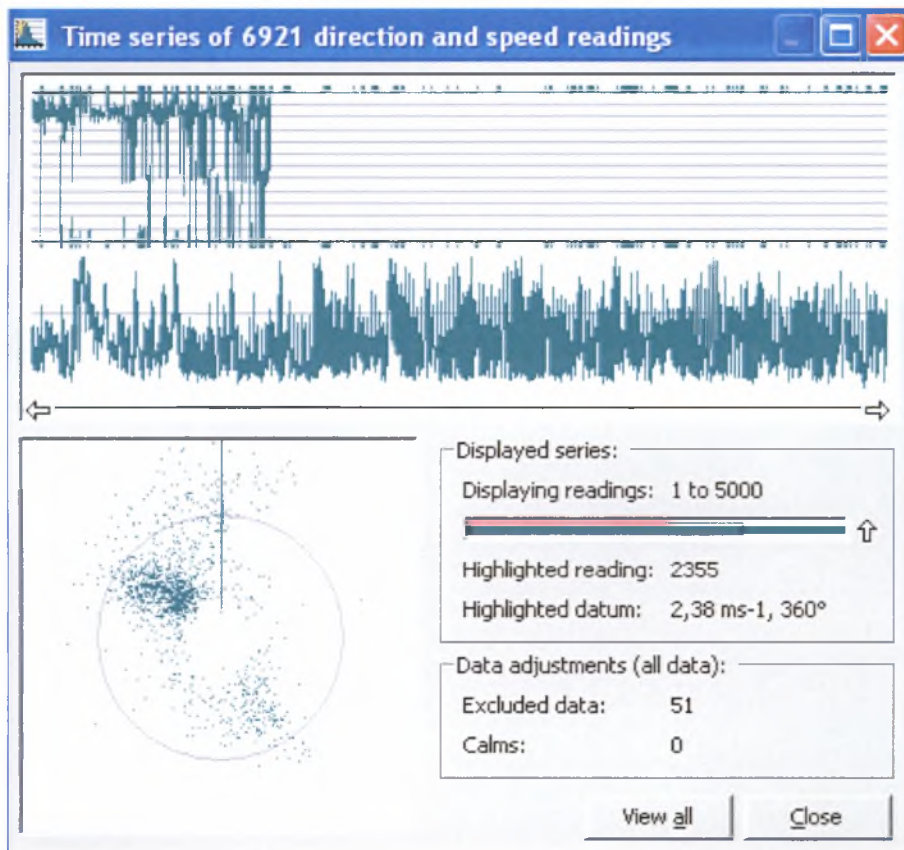 Time series of 6921 direction and speed readings
Displayed series:
Displaying readings: 1 to 5000
Highlighted reading: 2355
Highlighted datum: 2,38 ms-1, 360°
Data adjustments (all data):
Excluded data: 51
Calms: 0
View all Close